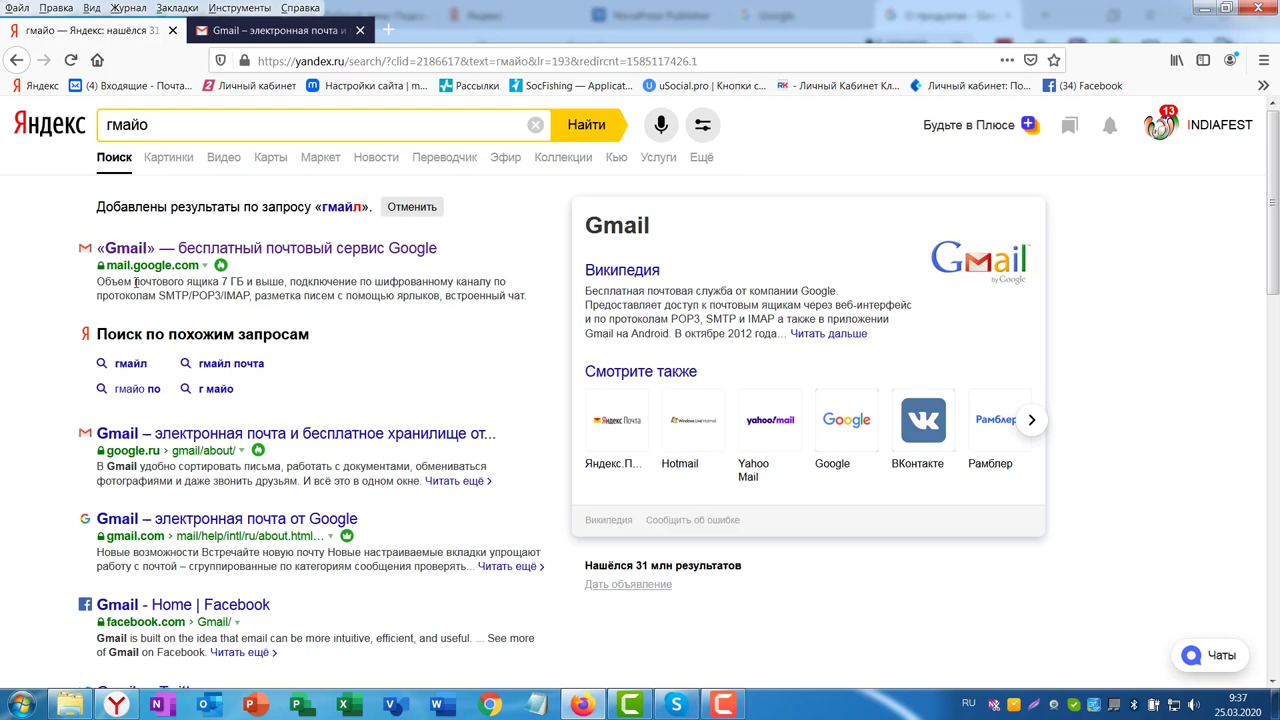 Файл Правка Вид Журнал Закладки Инструменты Справка
гмайо — Яндекс: нашёлся 31
Gmail – электронная почта и
https://yandex.ru/search/?clid=2186617&text=гмайо&lr=193&redircnt=1585117426.1
Яндекс
(4) Входящие - Почта...
Личный кабинет
Настройки сайта | m...
Рассылки
SocFishing — Applicat...
uSocial.pro | Кнопки с...
- Личный Кабинет Кл...
Личный кабинет: По...
(34) Facebook
Яндекс
гмайо
Найти
Будьте в Плюсе
13
INDIAFEST
Поиск Картинки Видео Карты Маркет Новости Переводчик Эфир Коллекции Кью Услуги Ещё
Добавлены результаты по запросу «гмайл». Отменить
«Gmail» — бесплатный почтовый сервис Google
mail.google.com
Объем почтового ящика 7 ГБ и выше, подключение по шифрованному каналу по
протоколам SMTP/POP3/IMAP, разметка писем с помощью ярлыков, встроенный чат.
Поиск по похожим запросам
гмайл гмайл почта
гмайо по г майо
Gmail – электронная почта и бесплатное хранилище от...
google.ru › gmail/about/
В Gmail удобно сортировать письма, работать с документами, обмениваться
фотографиями и даже звонить друзьям. И всё это в одном окне. Читать ещё >
Gmail – электронная почта от Google
gmail.com › mail/help/intl/ru/about.html...
Новые возможности Встречайте новую почту Новые настраиваемые вкладки упрощают
работу с почтой – сгруппированные по категориям сообщения проверять... Читать ещё >
Gmail - Home | Facebook
facebook.com › Gmail/
Gmail is built on the idea that email can be more intuitive, efficient, and useful. ... See more
of Gmail on Facebook. Читать ещё >
Gmail
Gmail
by Google
Википедия
Бесплатная почтовая служба от компании Google.
Предоставляет доступ к почтовым ящикам через веб-интерфейс
и по протоколам POP3, SMTP и IMAP а также в приложении
Gmail на Android. В октябре 2012 года... Читать дальше
Смотрите также
Яндекс Почта
Windows Live Hotmail
yahoo!mail
Google
Рамблер
Яндекс.П...
Hotmail
Yahoo
Mail
Google
ВКонтакте
Рамблер
Википедия Сообщить об ошибке
Нашёлся 31 млн результатов
Дать объявление
Чаты
RU
9:37
25.03.2020